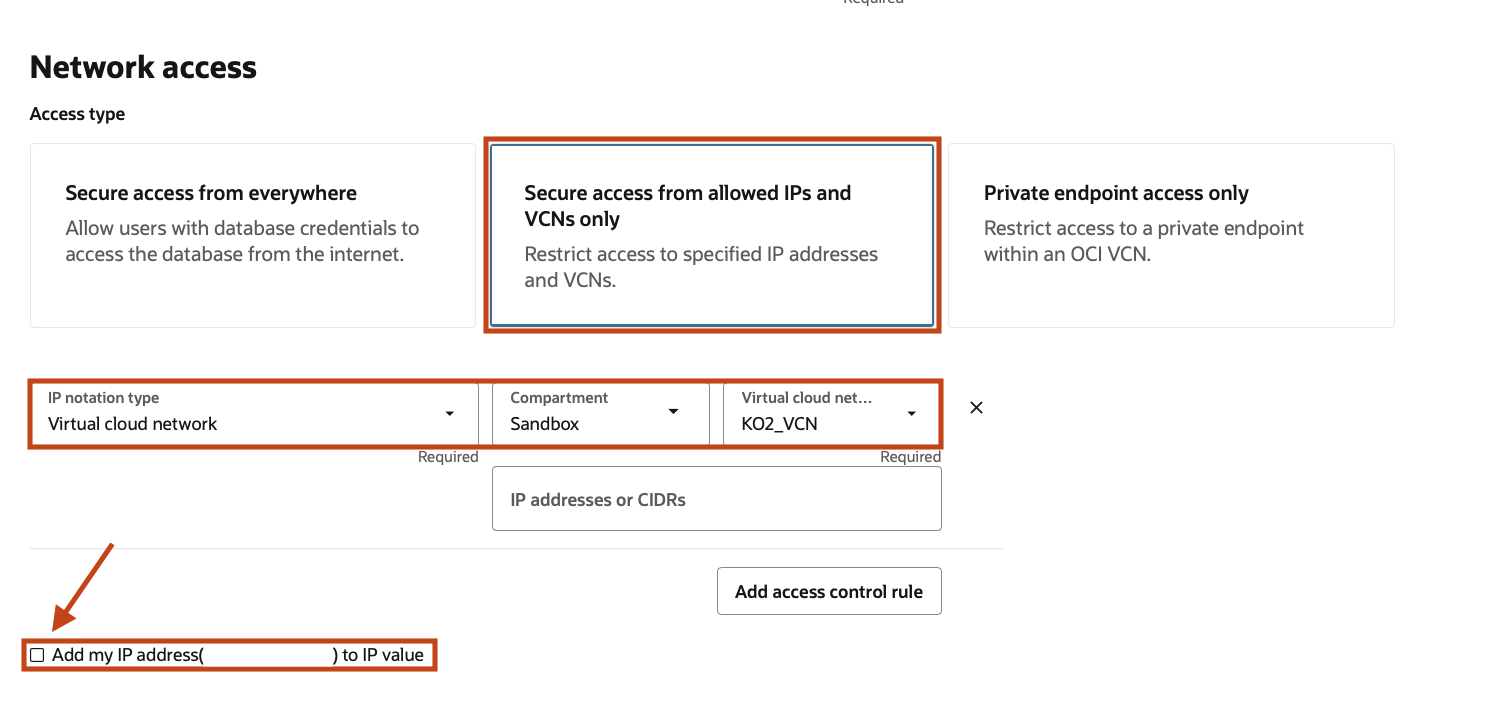 Required
Network access
Access type
Secure access from everywhere
Allow users with database credentials to
access the database from the internet.
Secure access from allowed IPs and
VCNs only
Restrict access to specified IP addresses
and VCNs.
Private endpoint access only
Restrict access to a private endpoint
within an OCI VCN.
IP notation type
Virtual cloud network
Compartment
Sandbox
Virtual cloud net...
KO2_VCN
Required
Required
IP addresses or CIDRs
Add access control rule
Add my IP address( ) to IP value